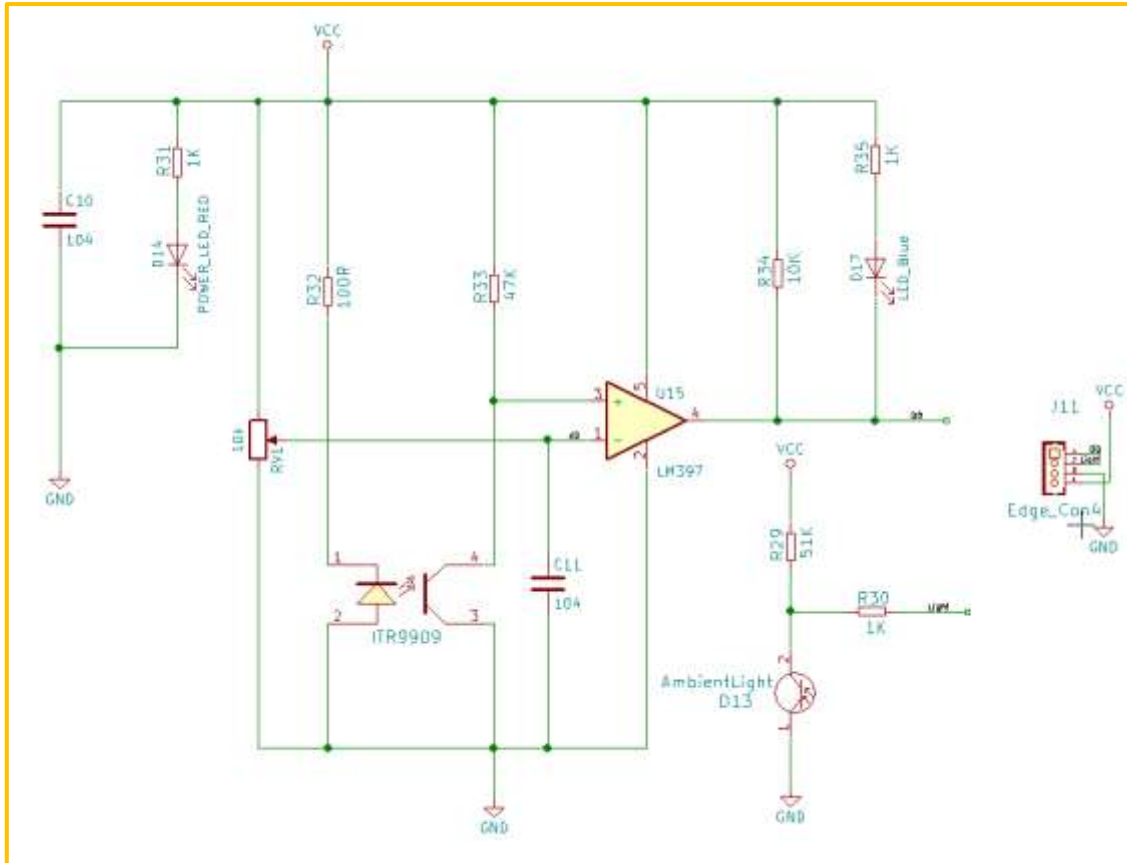 VCC
R31
1K
C10
104
D14
POWER_LED_RED
R32
100R
R33
47K
R34
10K
R35
1K
D17
LED_Blue
GND
RV1
3
+
1
-
5
U15
4
2
LM397
VCC
J11
Edge_Con4
GND
VCC
R29
51K
R30
1K
1
2
4
3
ITR9909
C11
104
2
AmbientLight
D13
1
GND
GND